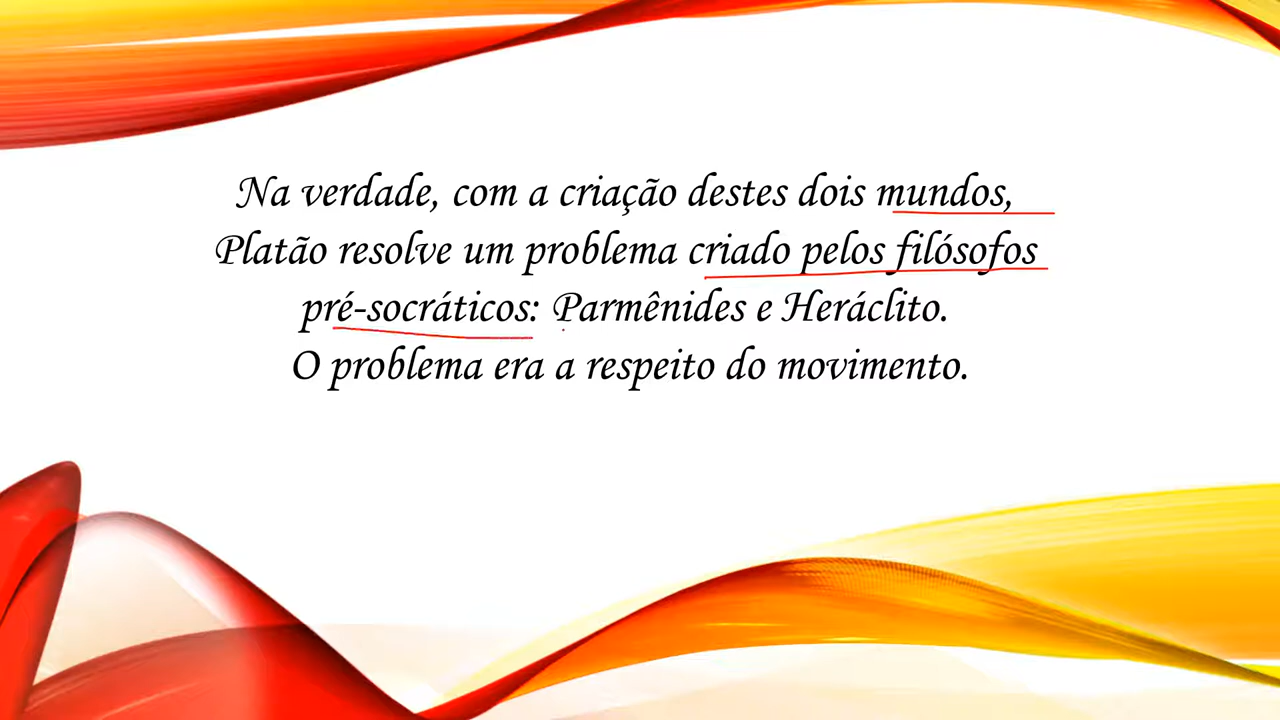 Na verdade, com a criação destes dois mundos,
Platão resolve um problema criado pelos filósofos
pré-socráticos: Parmênides e Heráclito.
O problema era a respeito do movimento.